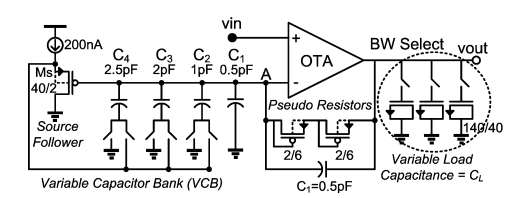 vin
200nA
C4
2.5pF
C3
2pF
C2
1pF
C1
0.5pF
A
+
-
OTA
BW Select
vout
Ms
40/2
Source
Follower
Pseudo Resistors
2/6
2/6
C1=0.5pF
140/40
Variable Load
Capacitance = CL
Variable Capacitor Bank (VCB)